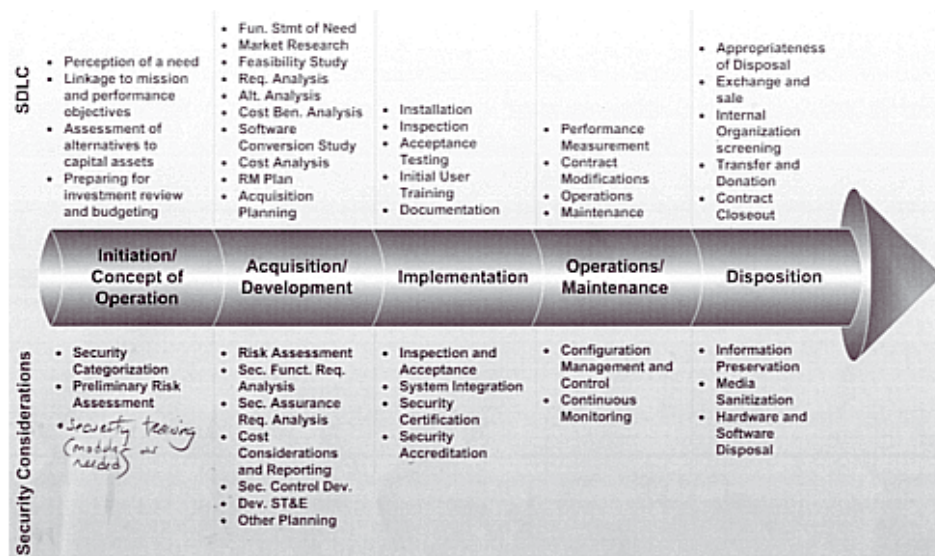 SDLC
• Perception of a need
• Linkage to mission
and performance
objectives
• Assessment of
alternatives to
capital assets
• Preparing for
investment review
and budgeting
• Fun. Stmt of Need
• Market Research
• Feasibility Study
• Req. Analysis
• Alt. Analysis
• Cost Ben. Analysis
• Software
Conversion Study
• Cost Analysis
• RM Plan
• Acquisition
Planning
• Installation
• Inspection
• Acceptance
Testing
• Initial User
Training
• Documentation
• Performance
Measurement
• Contract
Modifications
• Operations
• Maintenance
• Appropriateness
of Disposal
• Exchange and
sale
• Internal
Organization
screening
• Transfer and
Donation
• Contract
Closeout
Initiation/
Concept of
Operation
Acquisition/
Development
Implementation
Operations/
Maintenance
Disposition
Security Considerations
• Security
Categorization
• Preliminary Risk
Assessment
• Security training
(modules as
needed)
• Risk Assessment
• Sec. Funct. Req.
Analysis
• Sec. Assurance
Req. Analysis
• Cost
Considerations
and Reporting
• Sec. Control Dev.
• Dev. ST&E
• Other Planning
• Inspection and
Acceptance
• System Integration
• Security
Certification
• Security
Accreditation
• Configuration
Management and
Control
• Continuous
Monitoring
• Information
Preservation
• Media
Sanitization
• Hardware and
Software
Disposal